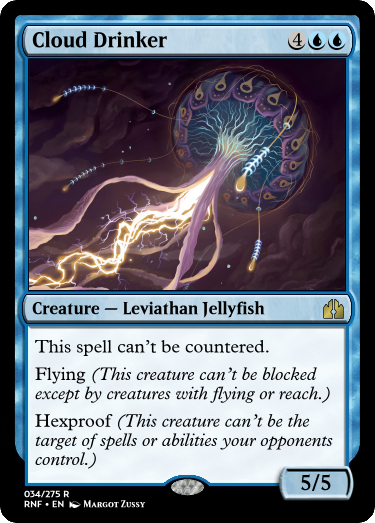 Cloud Drinker 4
Creature — Leviathan Jellyfish
This spell can't be countered.
Flying (This creature can't be blocked
except by creatures with flying or reach.)
Hexproof (This creature can't be the
target of spells or abilities your opponents
control.)
5/5
034/275 R
RNF • EN Margot Zussy